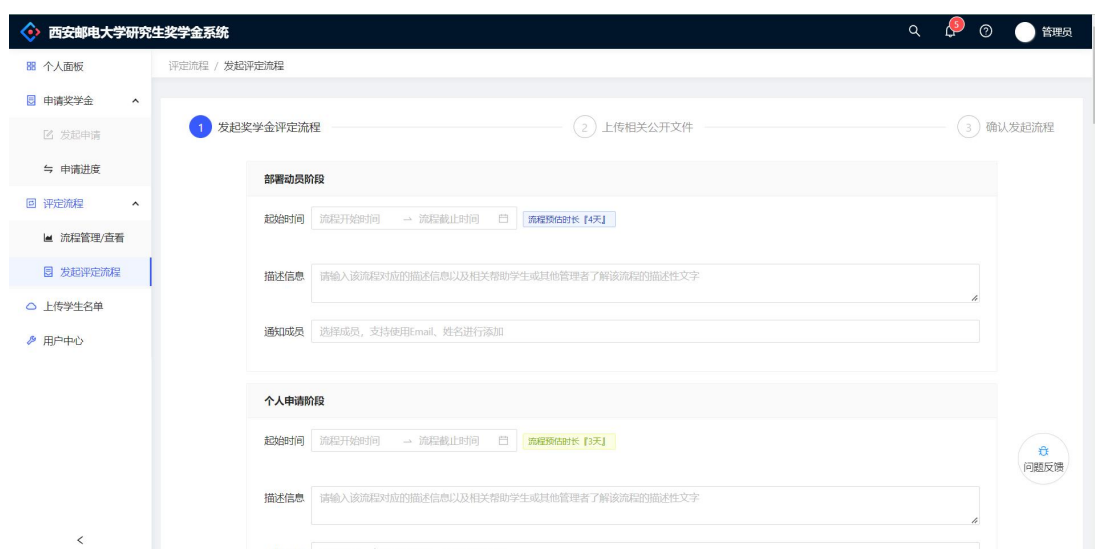 西安邮电大学研究生奖学金系统
5
管理员
个人面板
评定流程 / 发起评定流程
申请奖学金
发起申请
申请进度
评定流程
流程管理/查看
发起评定流程
上传学生名单
用户中心
1 发起奖学金评定流程
2 上传相关公开文件
3 确认发起流程
部署动员阶段
起始时间 流程开始时间 → 流程截止时间 流程预估时长『4天』
描述信息 请输入该流程对应的描述信息以及相关帮助学生或其他管理者了解该流程的描述性文字
通知成员 选择成员，支持使用Email、姓名进行添加
个人申请阶段
起始时间 流程开始时间 → 流程截止时间 流程预估时长『3天』
描述信息 请输入该流程对应的描述信息以及相关帮助学生或其他管理者了解该流程的描述性文字
问题反馈